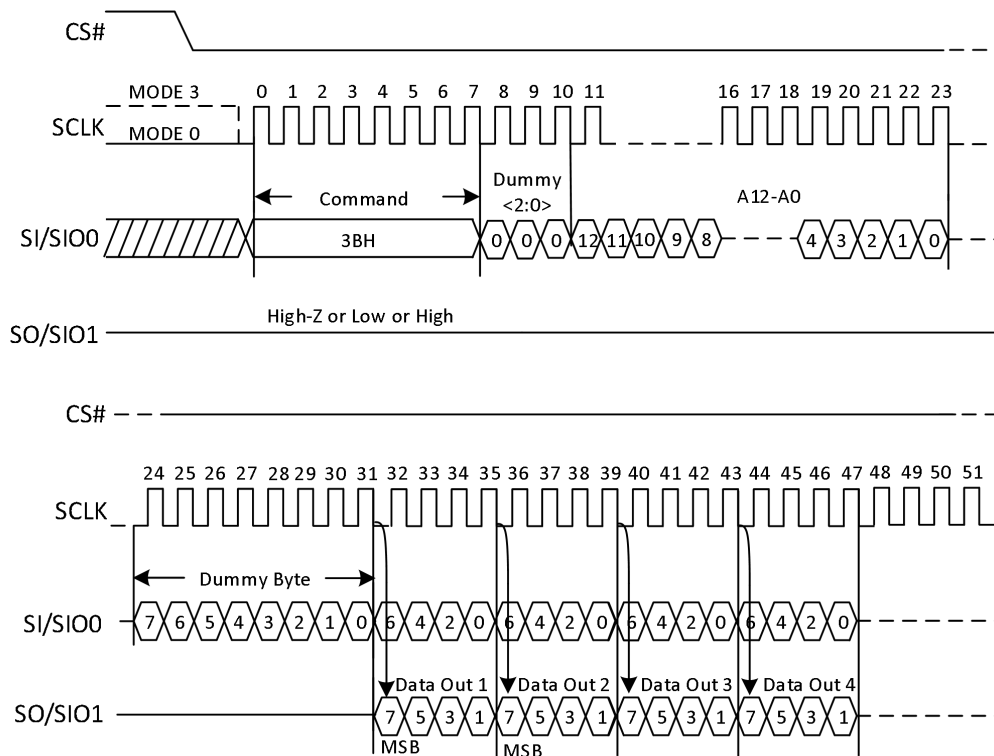 CS#
MODE 3
0 1 2 3 4 5 6 7 8 9 10 11 16 17 18 19 20 21 22 23
SCLK
MODE 0
Command
Dummy
<2:0>
A12-A0
SI/SIO0
3BH
0 0 0 12 11 10 9 8 4 3 2 1 0
High-Z or Low or High
SO/SIO1
CS#
24 25 26 27 28 29 30 31 32 33 34 35 36 37 38 39 40 41 42 43 44 45 46 47 48 49 50 51
SCLK
Dummy Byte
SI/SIO0
7 6 5 4 3 2 1 0 6 4 2 0 6 4 2 0 6 4 2 0 6 4 2 0
Data Out 1 Data Out 2 Data Out 3 Data Out 4
SO/SIO1
7 5 3 1 7 5 3 1 7 5 3 1 7 5 3 1
MSB MSB